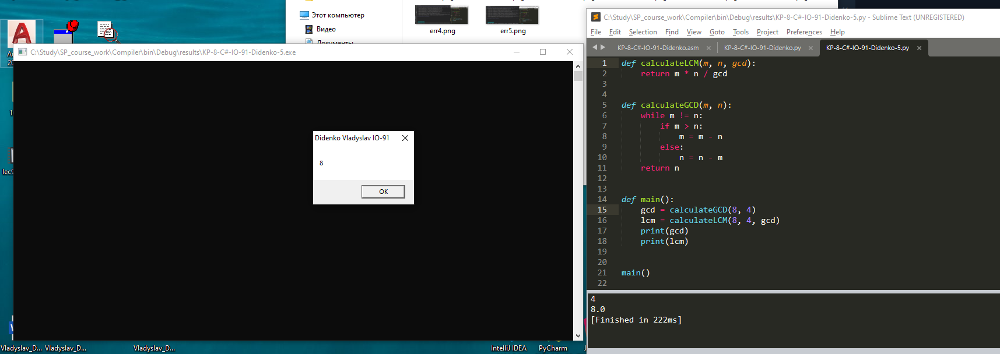 Этот компьютер
Видео
Документы
err4.png
err5.png
C:\Study\SP_course_work\Compiler\bin\Debug\results\KP-8-C#-IO-91-Didenko-5.exe
Didenko Vladyslav IO-91
8
OK
C:\Study\SP_course_work\Compiler\bin\Debug\results\KP-8-C#-IO-91-Didenko-5.py - Sublime Text (UNREGISTERED)
File Edit Selection Find View Goto Tools Project Preferences Help
KP-8-C#-IO-91-Didenko.asm KP-8-C#-IO-91-Didenko.py KP-8-C#-IO-91-Didenko-5.py
1 def calculateLCM(m, n, gcd):
2 return m * n / gcd
3
4
5 def calculateGCD(m, n):
6 while m != n:
7 if m > n:
8 m = m - n
9 else:
10 n = n - m
11 return n
12
13
14 def main():
15 gcd = calculateGCD(8, 4)
16 lcm = calculateLCM(8, 4, gcd)
17 print(gcd)
18 print(lcm)
19
20
21 main()
22
4
8.0
[Finished in 222ms]
Vladyslav_D... Vladyslav_D... Vladyslav_D... IntelliJ IDEA PyCharm